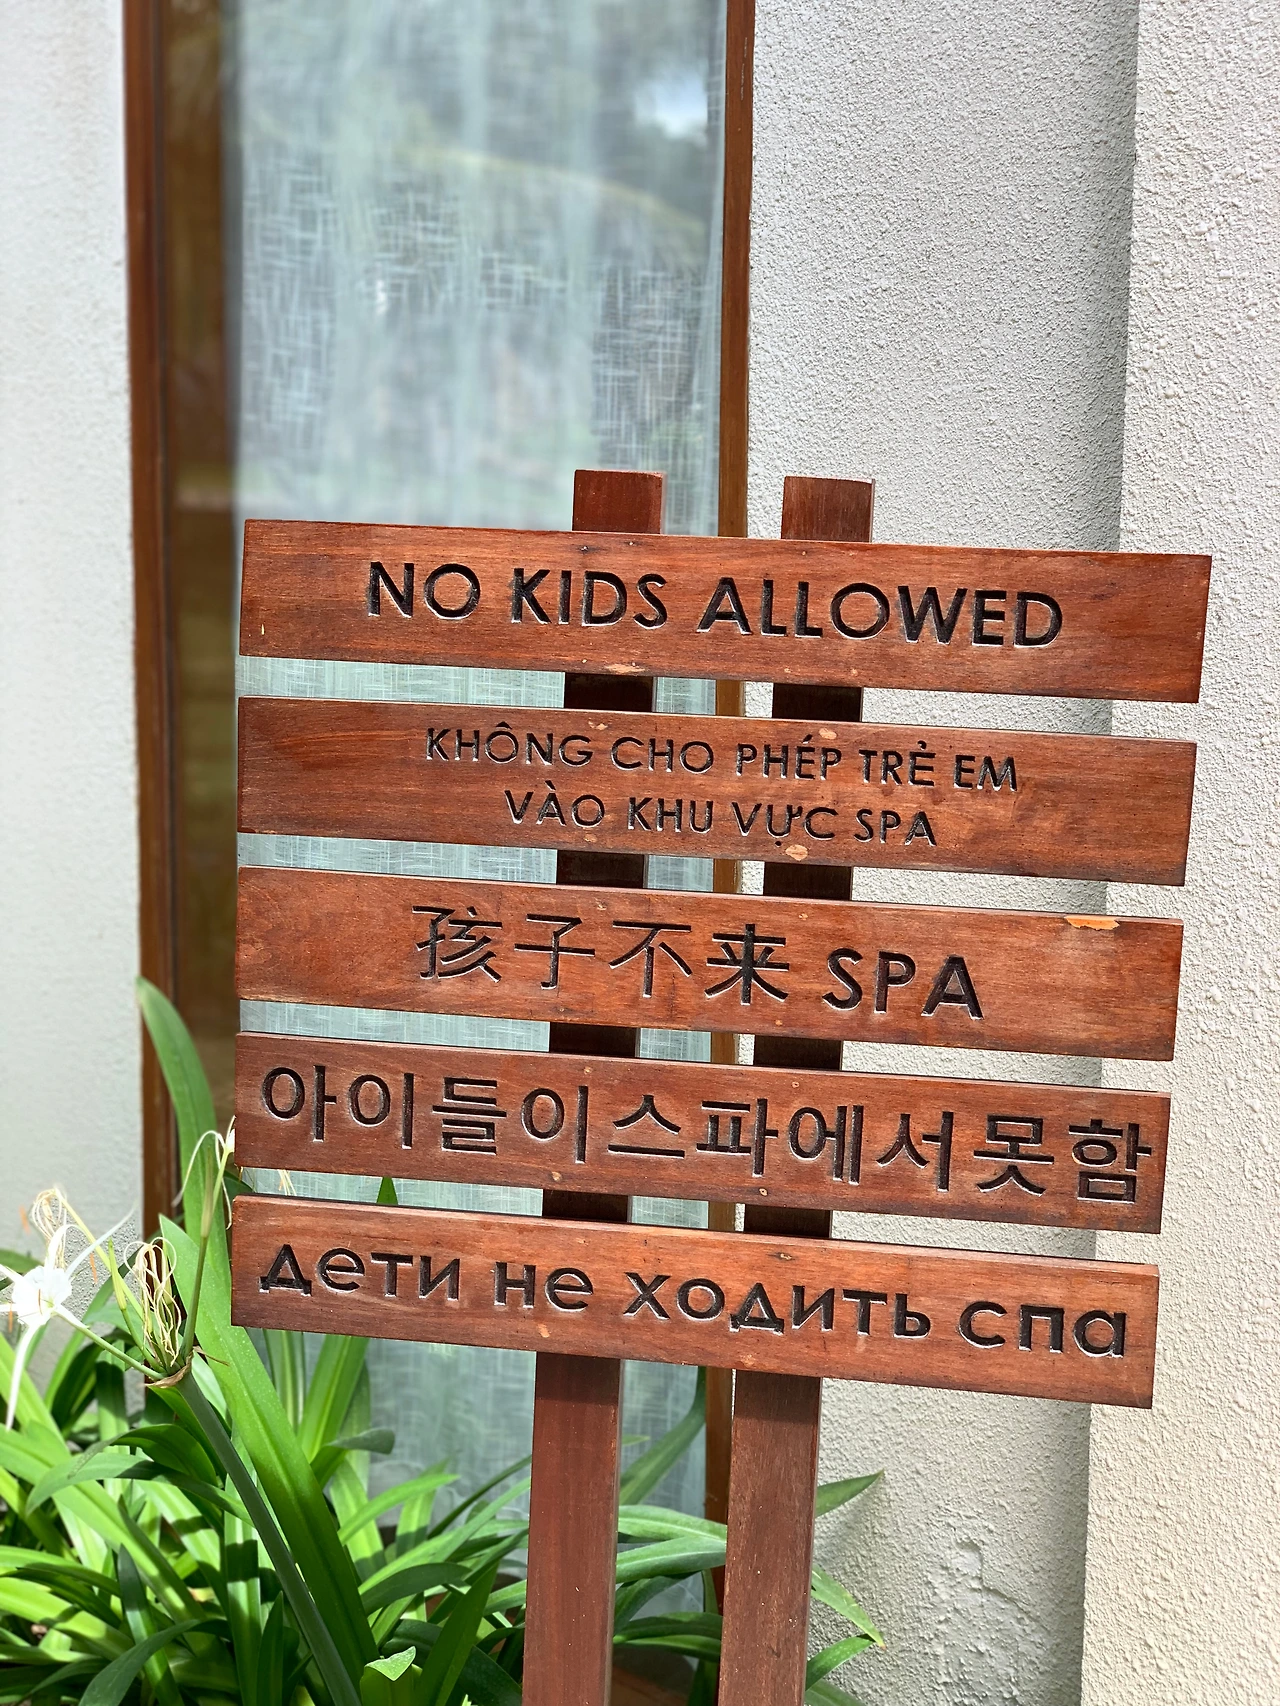 NO KIDS ALLOWED
KHÔNG CHO PHÉP TRẺ EM
VÀO KHU VỰC SPA
孩子不来 SPA
아이들이스파에서못함
дети не ходить спа